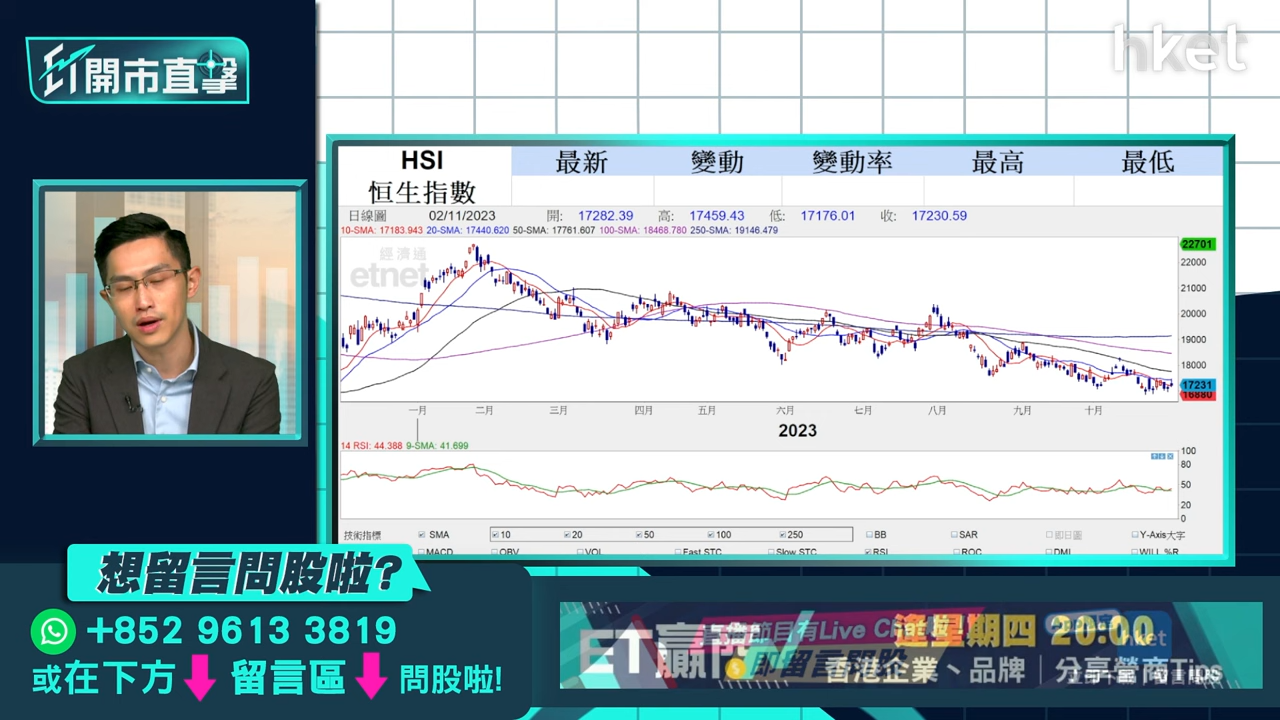 ET開市直擊
hket
HSI 最新 變動 變動率 最高 最低
恒生指數
日線圖 02/11/2023 開: 17282.39 高: 17459.43 低: 17176.01 收: 17230.59
10-SMA: 17183.943 20-SMA: 17440.620 50-SMA: 17761.607 100-SMA: 18468.780 250-SMA: 19146.479
經濟通
etnet
22701
22000
21000
20000
19000
18000
17231
16880
一月 二月 三月 四月 五月 六月 七月 八月 九月 十月
2023
14 RSI: 44.388 9-SMA: 41.699
100
80
50
20
0
技術指標 SMA 10 20 50 100 250 BB SAR 即日圖 Y-Axis大字
MACD OBV VOL Fast STC Slow STC RSI ROC DMI WILL %R
想留言問股啦?
+852 9613 3819
或在下方 留言區 問股啦!
ET贏商
逢星期四 20:00
香港企業、品牌｜分享營商Tips